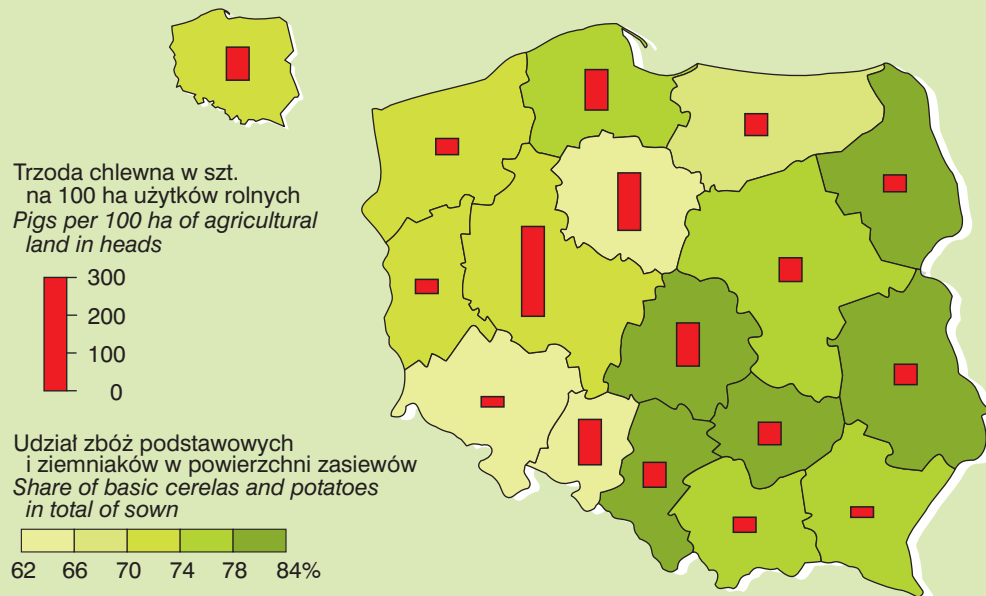 Trzoda chlewna w szt.
na 100 ha użytków rolnych
Pigs per 100 ha of agricultural
land in heads
300
200
100
0
Udział zbóż podstawowych
i ziemniaków w powierzchni zasiewów
Share of basic cerelas and potatoes
in total of sown
62 66 70 74 78 84%